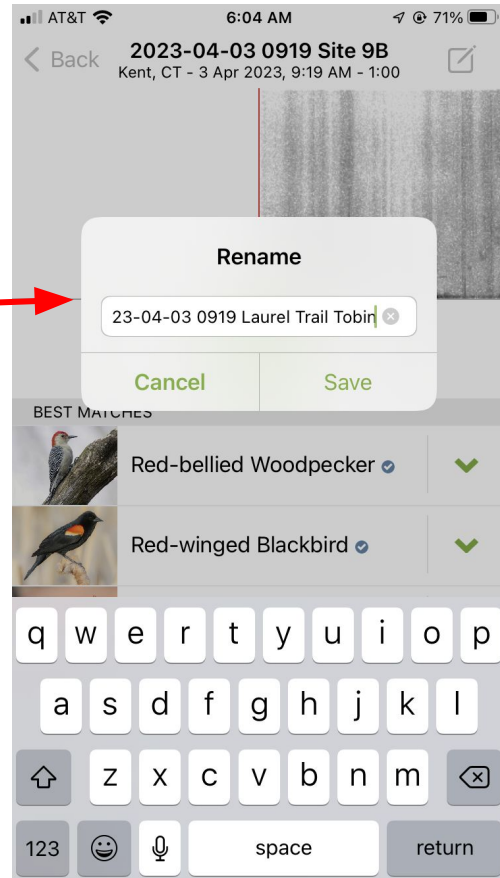 AT&T 6:04 AM 71%
Back 2023-04-03 0919 Site 9B
Kent, CT - 3 Apr 2023, 9:19 AM - 1:00
Rename
23-04-03 0919 Laurel Trail Tobin
Cancel Save
BEST MATCHES
Red-bellied Woodpecker
Red-winged Blackbird
q w e r t y u i o p
a s d f g h j k l
z x c v b n m
123 space return